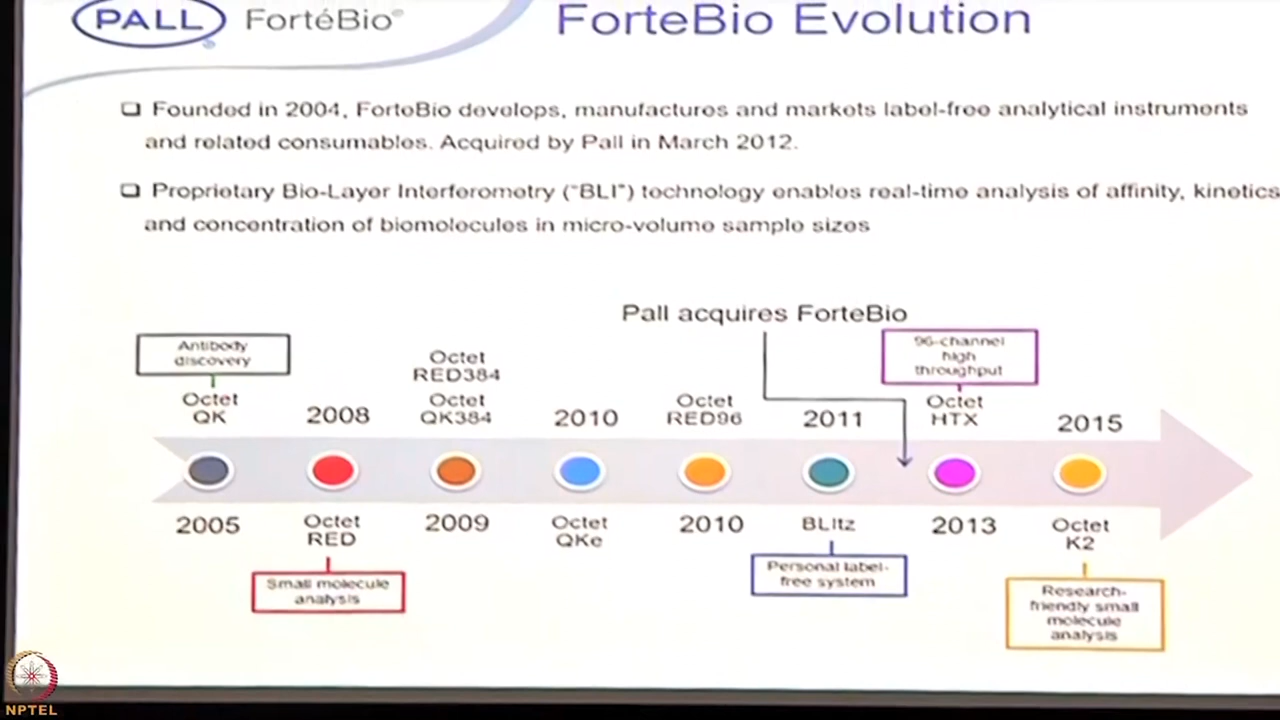 PALL FortéBio®
ForteBio Evolution
❏ Founded in 2004, ForteBio develops, manufactures and markets label-free analytical instruments
and related consumables. Acquired by Pall in March 2012.
❏ Proprietary Bio-Layer Interferometry ("BLI") technology enables real-time analysis of affinity, kinetics
and concentration of biomolecules in micro-volume sample sizes
Pall acquires ForteBio
Antibody
discovery
Octet
QK
2008
Octet
RED384
Octet
QK384
2010
Octet
RED96
2011
96-channel
high
throughput
Octet
HTX
2015
2005
Octet
RED
Small molecule
analysis
2009
Octet
QKe
2010
BLItz
Personal label-
free system
2013
Octet
K2
Research-
friendly small
molecule
analysis
NPTEL